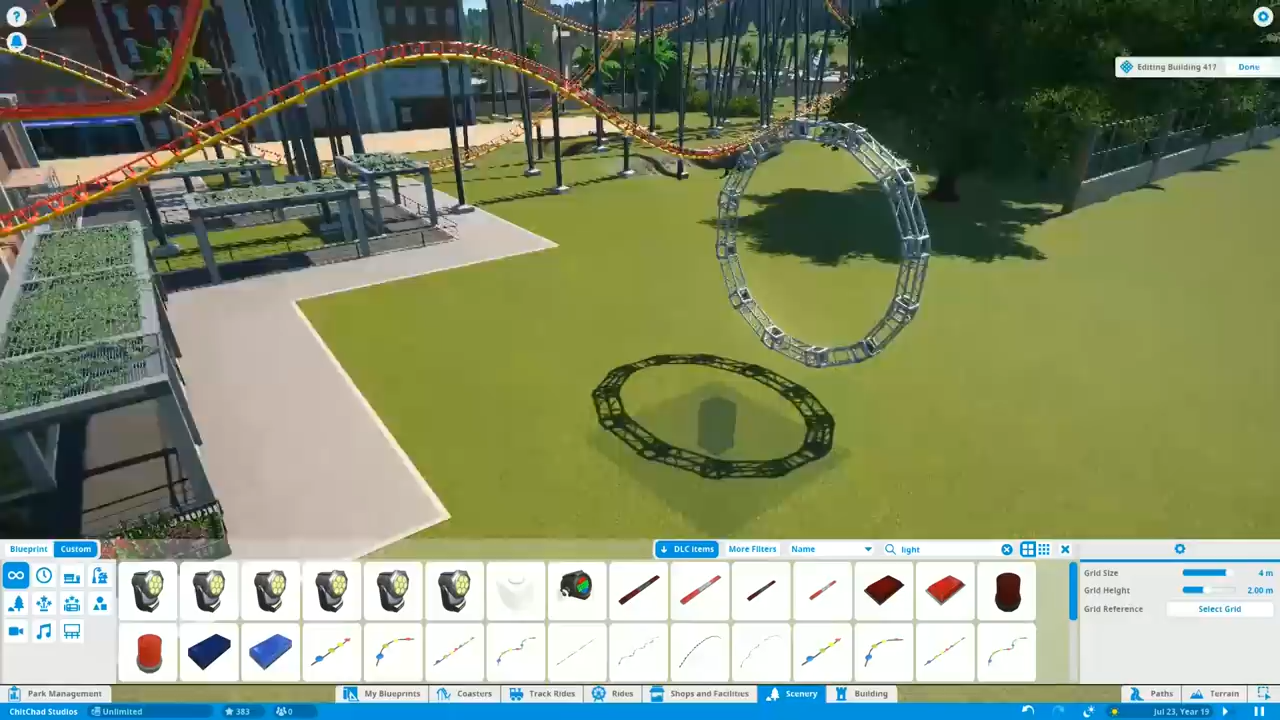 ?
Editing Building 417 Done
Blueprint Custom DLC Items More Filters Name light
Grid Size 4 m
Grid Height 2.00 m
Grid Reference Select Grid
Park Management My Blueprints Coasters Track Rides Rides Shops and Facilities Scenery Building Paths Terrain
ChitChad Studios Unlimited 383 0 Jul 23, Year 19